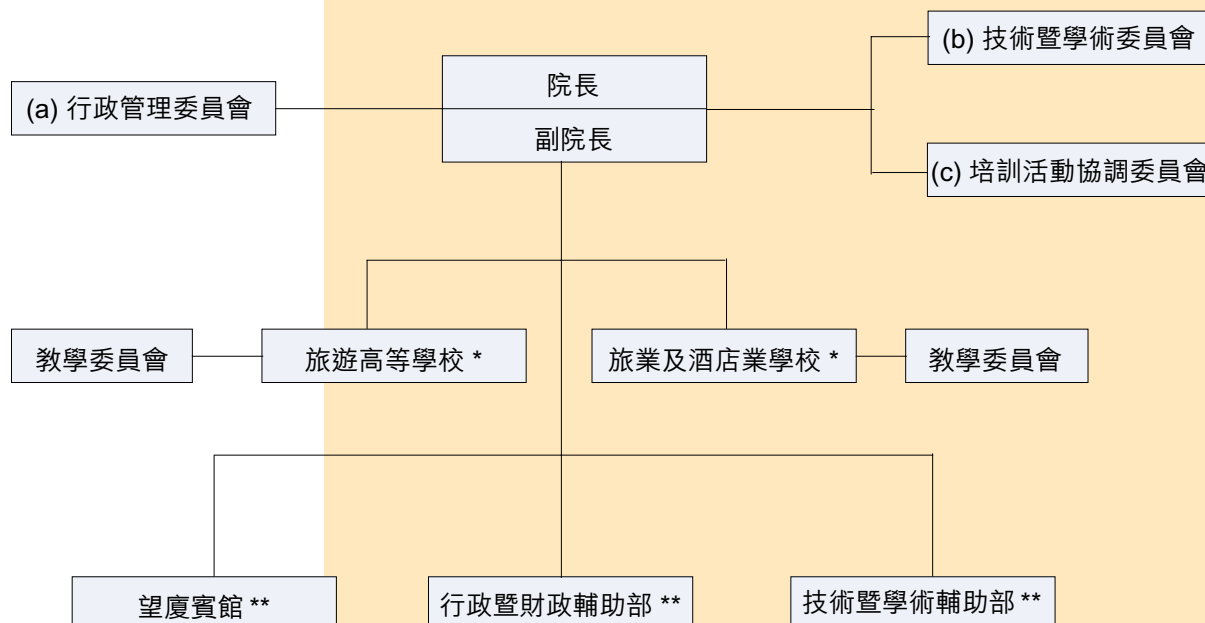 (b) 技術暨學術委員會
院長
(a) 行政管理委員會
副院長
(c) 培訓活動協調委員會
教學委員會
旅遊高等學校 *
旅業及酒店業學校 *
教學委員會
望廈賓館 **
行政暨財政輔助部 **
技術暨學術輔助部 **